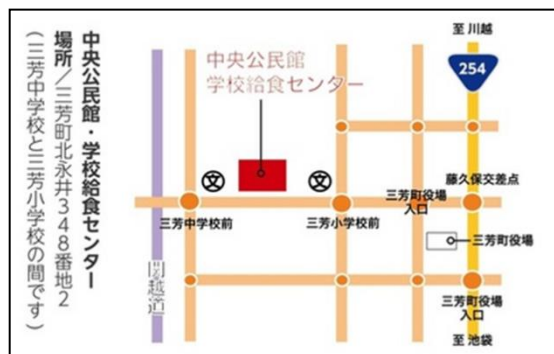 中央公民館・学校給食センター
場所／三芳町北永井348番地2
(三芳中学校と三芳小学校の間です)
至 川越
254
中央公民館
学校給食センター
文
文
藤久保交差点
三芳町役場
入口
三芳中学校前
三芳小学校前
三芳町役場
関越道
三芳町役場
入口
至 池袋